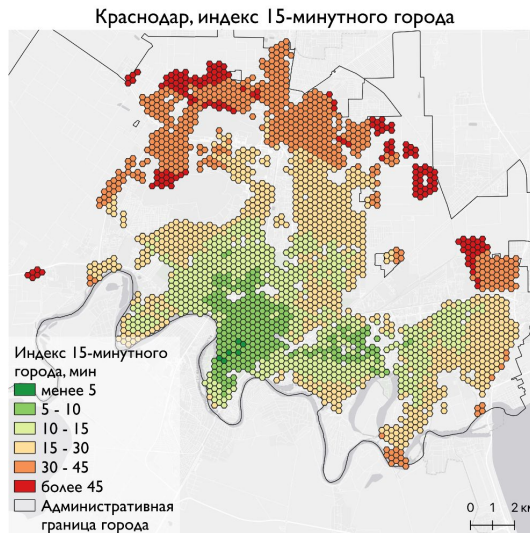 Краснодар, индекс 15-минутного города
Индекс 15-минутного
города, мин
менее 5
5 - 10
10 - 15
15 - 30
30 - 45
более 45
Административная
граница города
0 1 2 км